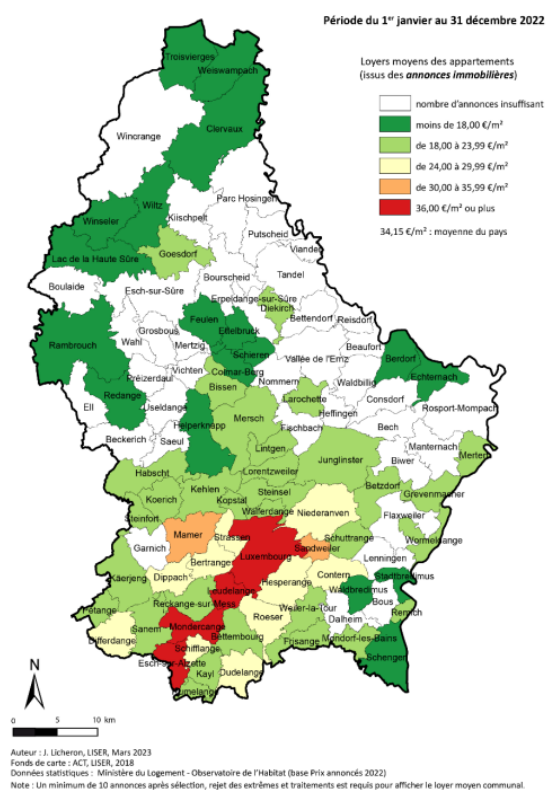 Période du 1er janvier au 31 décembre 2022
Loyers moyens des appartements
(issus des annonces immobilières)
nombre d'annonces insuffisant
moins de 18,00 €/m²
de 18,00 à 23,99 €/m²
de 24,00 à 29,99 €/m²
de 30,00 à 35,99 €/m²
36,00 €/m² ou plus
34,15 €/m² : moyenne du pays
Troisvierges
Weiswampach
Wincrange
Clervaux
Parc Hosingen
Wiltz
Kiischpelt
Winseler
Putscheid
Vianden
Goesdorf
Lac de la Haute Sûre
Tandel
Bourscheid
Boulaide
Esch-sur-Sûre
Erpeldange-sur-Sûre
Diekirch
Bettendorf
Reisdorf
Feulen
Ettelbruck
Grosbous
Wahl
Mertzig
Rambrouch
Beaufort
Schieren
Vallée de l'Ernz
Berdorf
Colmar-Berg
Vichten
Préizerdaul
Echternach
Nommern
Waldbillig
Bissen
Redange
Larochette
Consdorf
Ell
Useldange
Heffingen
Rosport-Mompach
Mersch
Helperknapp
Fischbach
Bech
Beckerich
Saeul
Lintgen
Manternach
Mertert
Junglinster
Biwer
Habscht
Lorentzweiler
Betzdorf
Kehlen
Steinsel
Grevenmacher
Koerich
Kopstal
Walferdange
Niederanven
Steinfort
Flaxweiler
Mamer
Strassen
Schuttrange
Wormeldange
Garnich
Luxembourg
Sandweiler
Lenningen
Bertrange
Käerjeng
Dippach
Hesperange
Contern
Stadtbredimus
Leudelange
Waldbredimus
Bous
Reckange-sur-Mess
Weiler-la-Tour
Remich
Pétange
Roeser
Dalheim
Sanem
Mondercange
Bettembourg
Mondorf-les-Bains
Differdange
Schifflange
Frisange
Esch-sur-Alzette
Schengen
Kayl
Dudelange
Rumelange
N
0 5 10 km
Auteur : J. Licheron, LISER, Mars 2023
Fonds de carte : ACT, LISER, 2018
Données statistiques : Ministère du Logement - Observatoire de l'Habitat (base Prix annoncés 2022)
Note : Un minimum de 10 annonces après sélection, rejet des extrêmes et traitements est requis pour afficher le loyer moyen communal.